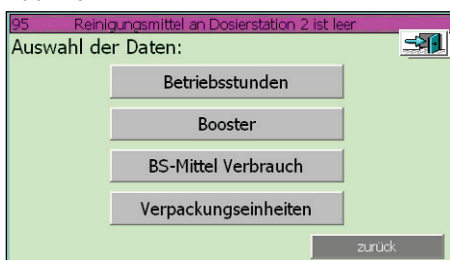 95 Reinigungsmittel an Dosierstation 2 ist leer
Auswahl der Daten:
Betriebsstunden
Booster
BS-Mittel Verbrauch
Verpackungseinheiten
zurück